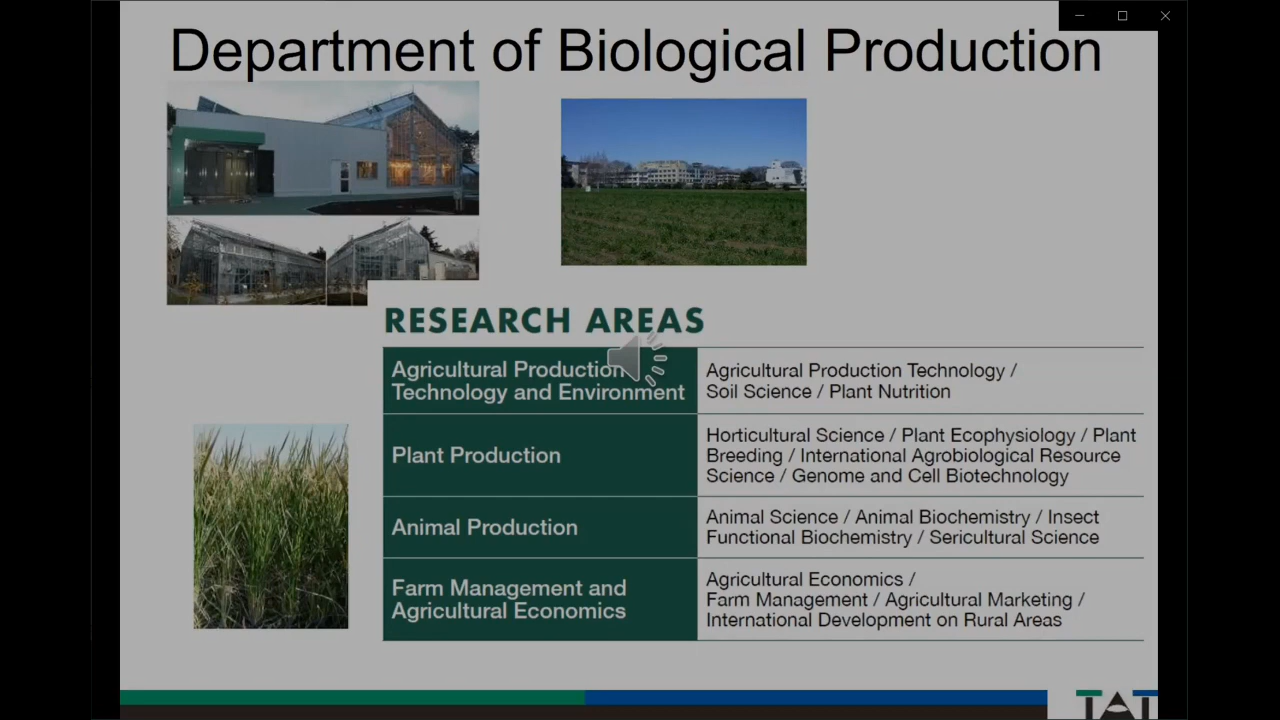 Department of Biological Production
RESEARCH AREAS
Agricultural Production
Technology and Environment
Agricultural Production Technology /
Soil Science / Plant Nutrition
Plant Production
Horticultural Science / Plant Ecophysiology / Plant
Breeding / International Agrobiological Resource
Science / Genome and Cell Biotechnology
Animal Production
Animal Science / Animal Biochemistry / Insect
Functional Biochemistry / Sericultural Science
Farm Management and
Agricultural Economics
Agricultural Economics /
Farm Management / Agricultural Marketing /
International Development on Rural Areas
TAT